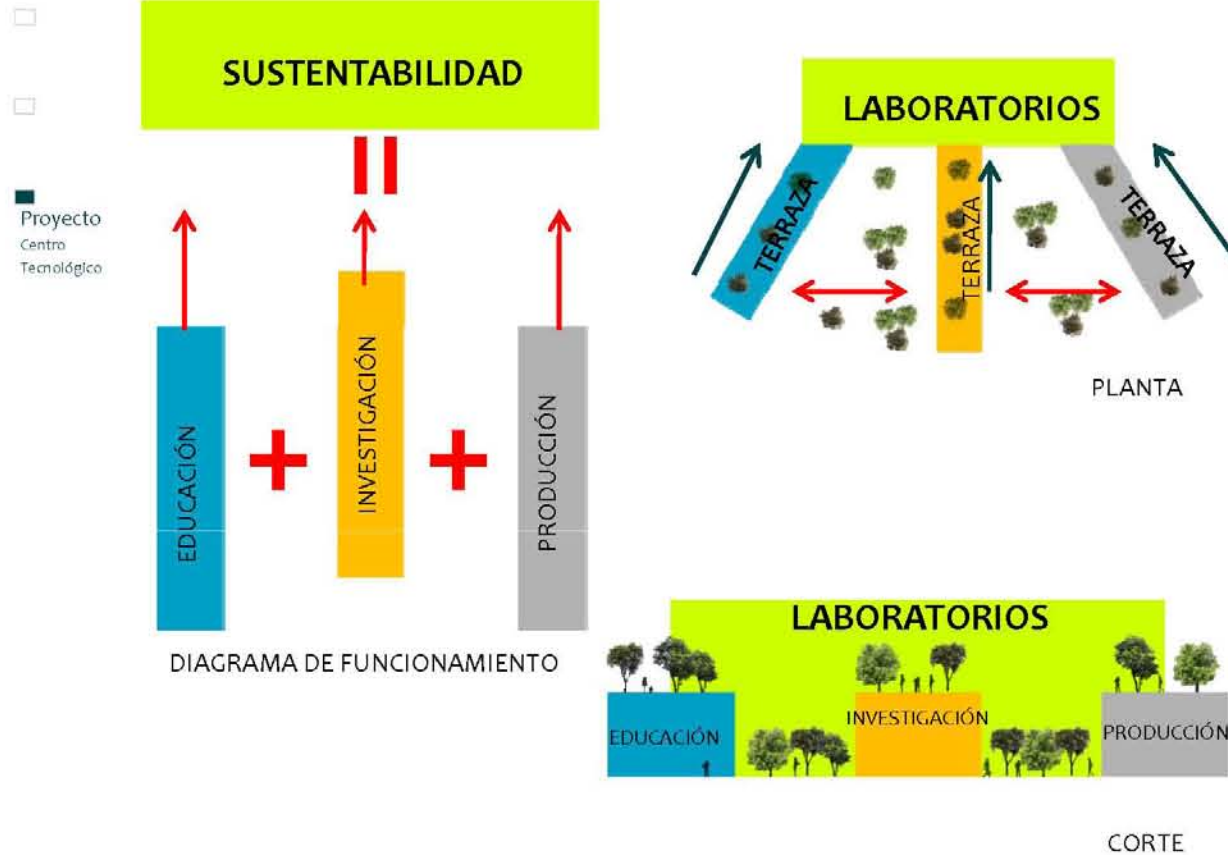 SUSTENTABILIDAD
Proyecto
Centro
Tecnológico
EDUCACIÓN
INVESTIGACIÓN
PRODUCCIÓN
DIAGRAMA DE FUNCIONAMIENTO
LABORATORIOS
TERRAZA
TERRAZA
TERRAZA
PLANTA
LABORATORIOS
EDUCACIÓN
INVESTIGACIÓN
PRODUCCIÓN
CORTE